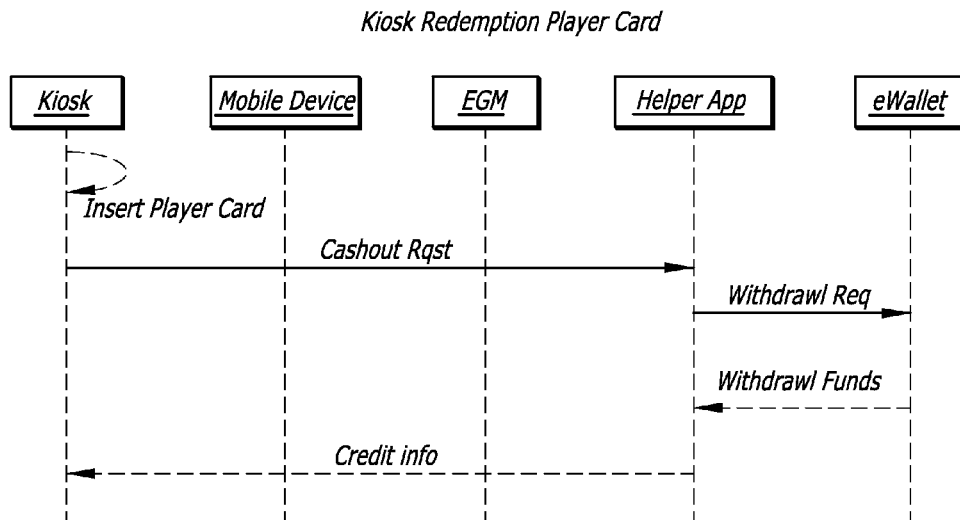 Kiosk Redemption Player Card
Kiosk
Mobile Device
EGM
Helper App
eWallet
Insert Player Card
Cashout Rqst
Withdrawl Req
Withdrawl Funds
Credit info